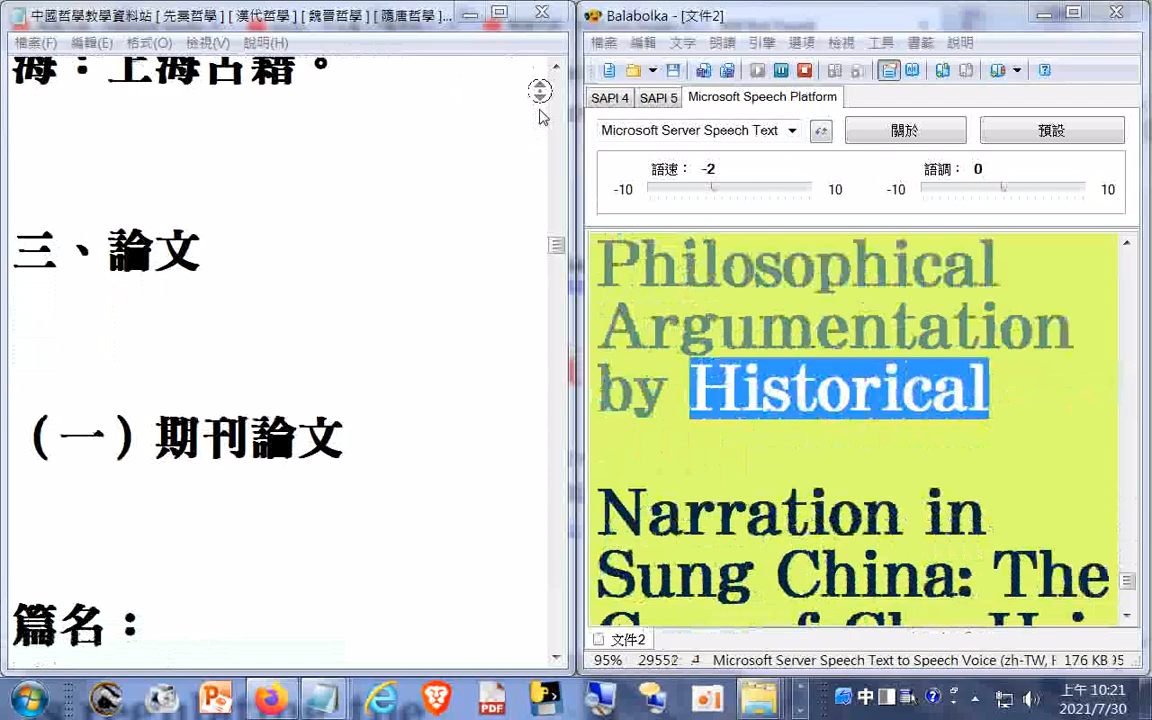 中國哲學教學資料站 [ 先秦哲學 ] [ 漢代哲學 ] [ 魏晉哲學 ] [ 隋唐哲學 ]...
檔案(F) 編輯(E) 格式(O) 檢視(V) 說明(H)
海：上海古籍。
三、論文
（一）期刊論文
篇名：
Balabolka - [文件2]
檔案 編輯 文字 朗讀 引擎 選項 檢視 工具 書籤 說明
SAPI 4 SAPI 5 Microsoft Speech Platform
Microsoft Server Speech Text 關於 預設
語速： -2 語調： 0
-10 10 -10 10
Philosophical
Argumentation
by Historical
Narration in
Sung China: The
文件2
95% 29552 Microsoft Server Speech Text to Speech Voice (zh-TW, H 176 KB
中 上午 10:21
2021/7/30